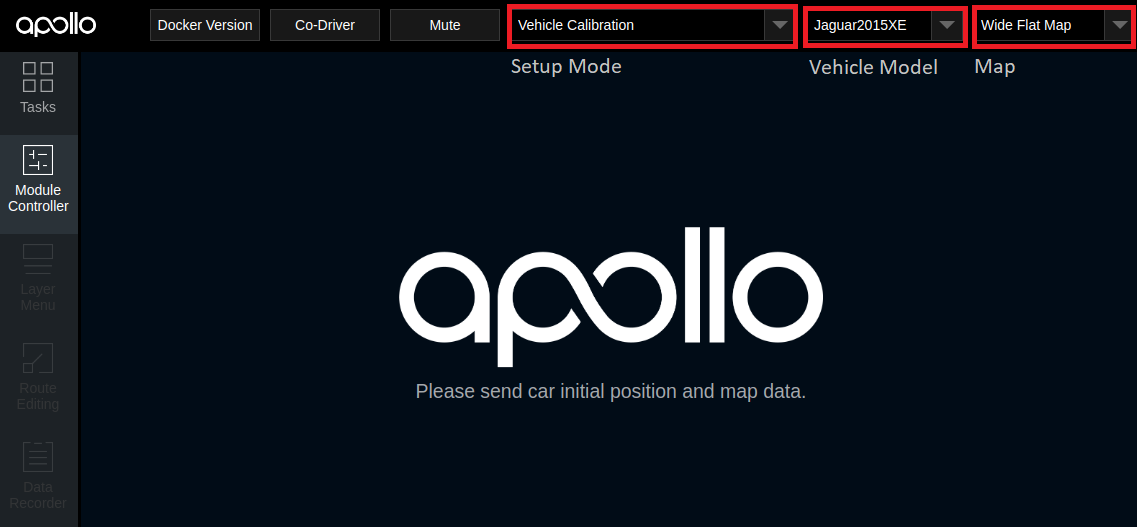 apollo
Docker Version
Co-Driver
Mute
Vehicle Calibration
Jaguar2015XE
Wide Flat Map
Setup Mode
Vehicle Model
Map
Tasks
Module
Controller
Layer
Menu
Route
Editing
Data
Recorder
apollo
Please send car initial position and map data.